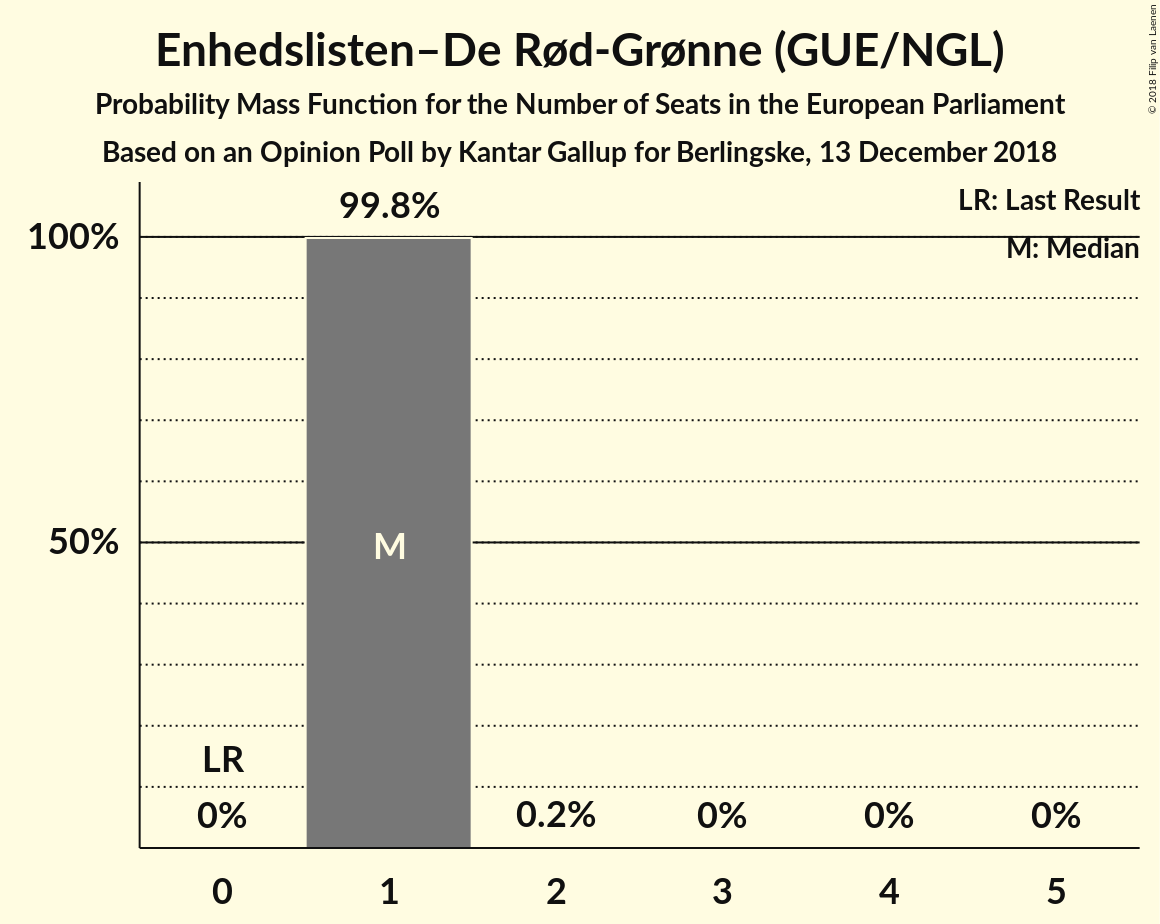 Enhedslisten–De Rød-Grønne (GUE/NGL)
Probability Mass Function for the Number of Seats in the European Parliament
Based on an Opinion Poll by Kantar Gallup for Berlingske, 13 December 2018
© 2018 Filip van Laenen
LR: Last Result
M: Median
99.8%
100%
50%
M
LR
0%
0.2%
0%
0%
0%
0 1 2 3 4 5